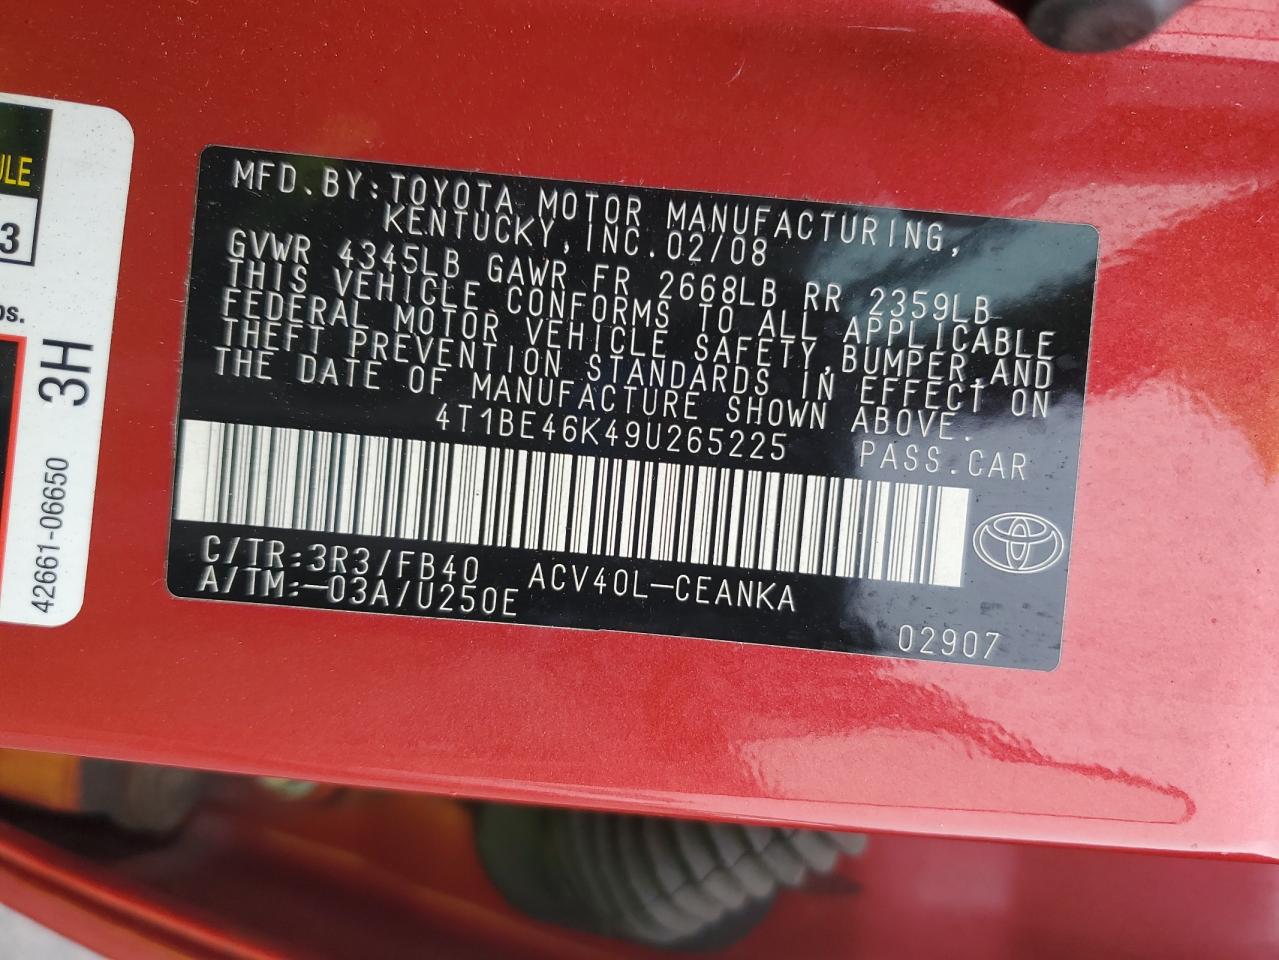 MFD.BY:TOYOTA MOTOR MANUFACTURING,
KENTUCKY,INC.02/08
GVWR 4345LB GAWR FR 2668LB RR 2359LB
THIS VEHICLE CONFORMS TO ALL APPLICABLE
FEDERAL MOTOR VEHICLE SAFETY,BUMPER,AND
THEFT PREVENTION STANDARDS IN EFFECT ON
THE DATE OF MANUFACTURE SHOWN ABOVE.
4T1BE46K49U265225 PASS.CAR
C/TR:3R3/FB40 ACV40L-CEANKA
A/TM:-03A/U250E
02907
ULE
3
os.
3H
42661-06650